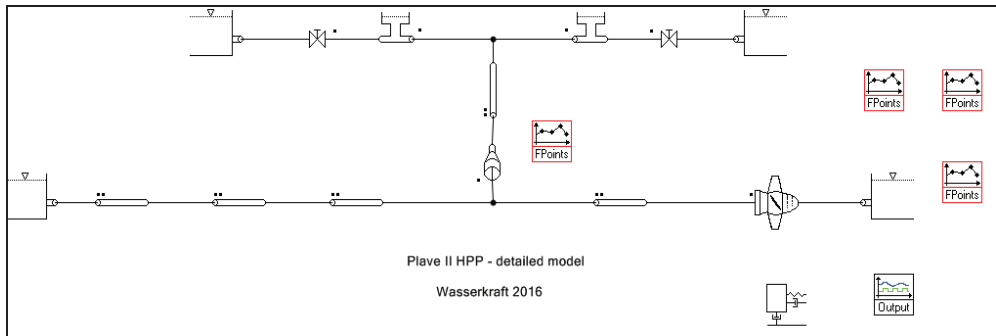 FPoints
FPoints
FPoints
FPoints
Plave II HPP - detailed model
Wasserkraft 2016
Output